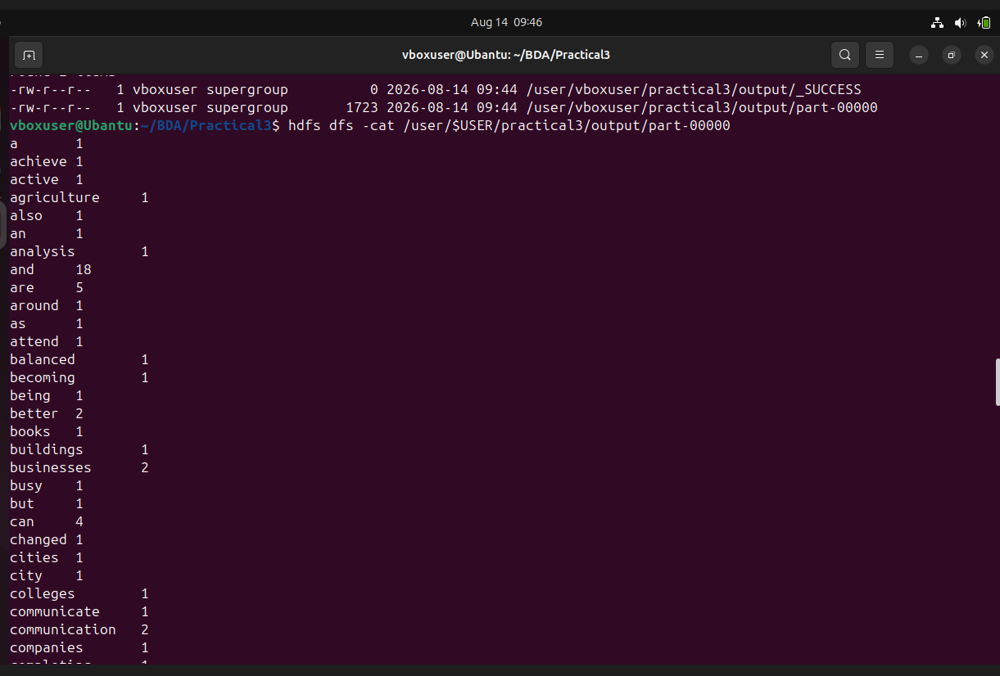 Aug 14 09:46
vboxuser@Ubantu: ~/BDA/Practical3
-rw-r--r-- 1 vboxuser supergroup 0 2026-08-14 09:44 /user/vboxuser/practical3/output/_SUCCESS
-rw-r--r-- 1 vboxuser supergroup 1723 2026-08-14 09:44 /user/vboxuser/practical3/output/part-00000
vboxuser@Ubantu:~/BDA/Practical3$ hdfs dfs -cat /user/$USER/practical3/output/part-00000
a 1
achieve 1
active 1
agriculture 1
also 1
an 1
analysis 1
and 18
are 5
around 1
as 1
attend 1
balanced 1
becoming 1
being 1
better 2
books 1
buildings 1
businesses 2
busy 1
but 1
can 4
changed 1
cities 1
city 1
colleges 1
communicate 1
communication 2
companies 1